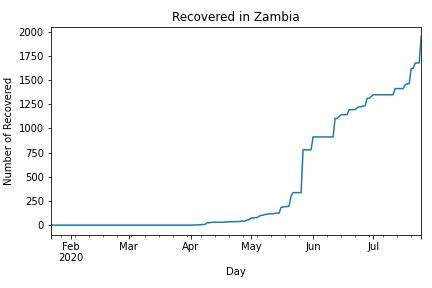 Recovered in Zambia
Number of Recovered
2000
1750
1500
1250
1000
750
500
250
0
Feb
2020
Mar
Apr
May
Jun
Jul
Day